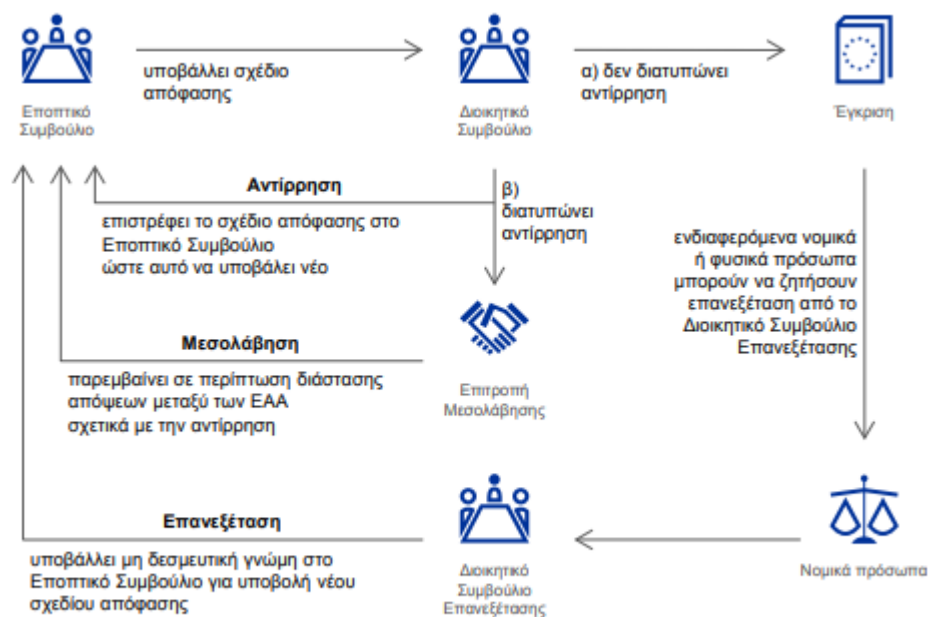 υποβάλλει σχέδιο
απόφασης
α) δεν διατυπώνει
αντίρρηση
Εποπτικό
Συμβούλιο
Διοικητικό
Συμβούλιο
Έγκριση
Αντίρρηση
επιστρέφει το σχέδιο απόφασης στο
Εποπτικό Συμβούλιο
ώστε αυτό να υποβάλει νέο
β)
διατυπώνει
αντίρρηση
ενδιαφερόμενα νομικά
ή φυσικά πρόσωπα
μπορούν να ζητήσουν
επανεξέταση από το
Διοικητικό Συμβούλιο
Επανεξέτασης
Μεσολάβηση
παρεμβαίνει σε περίπτωση διάστασης
απόψεων μεταξύ των ΕΑΑ
σχετικά με την αντίρρηση
Επιτροπή
Μεσολάβησης
Επανεξέταση
υποβάλλει μη δεσμευτική γνώμη στο
Εποπτικό Συμβούλιο για υποβολή νέου
σχεδίου απόφασης
Διοικητικό
Συμβούλιο
Επανεξέτασης
Νομικά πρόσωπα